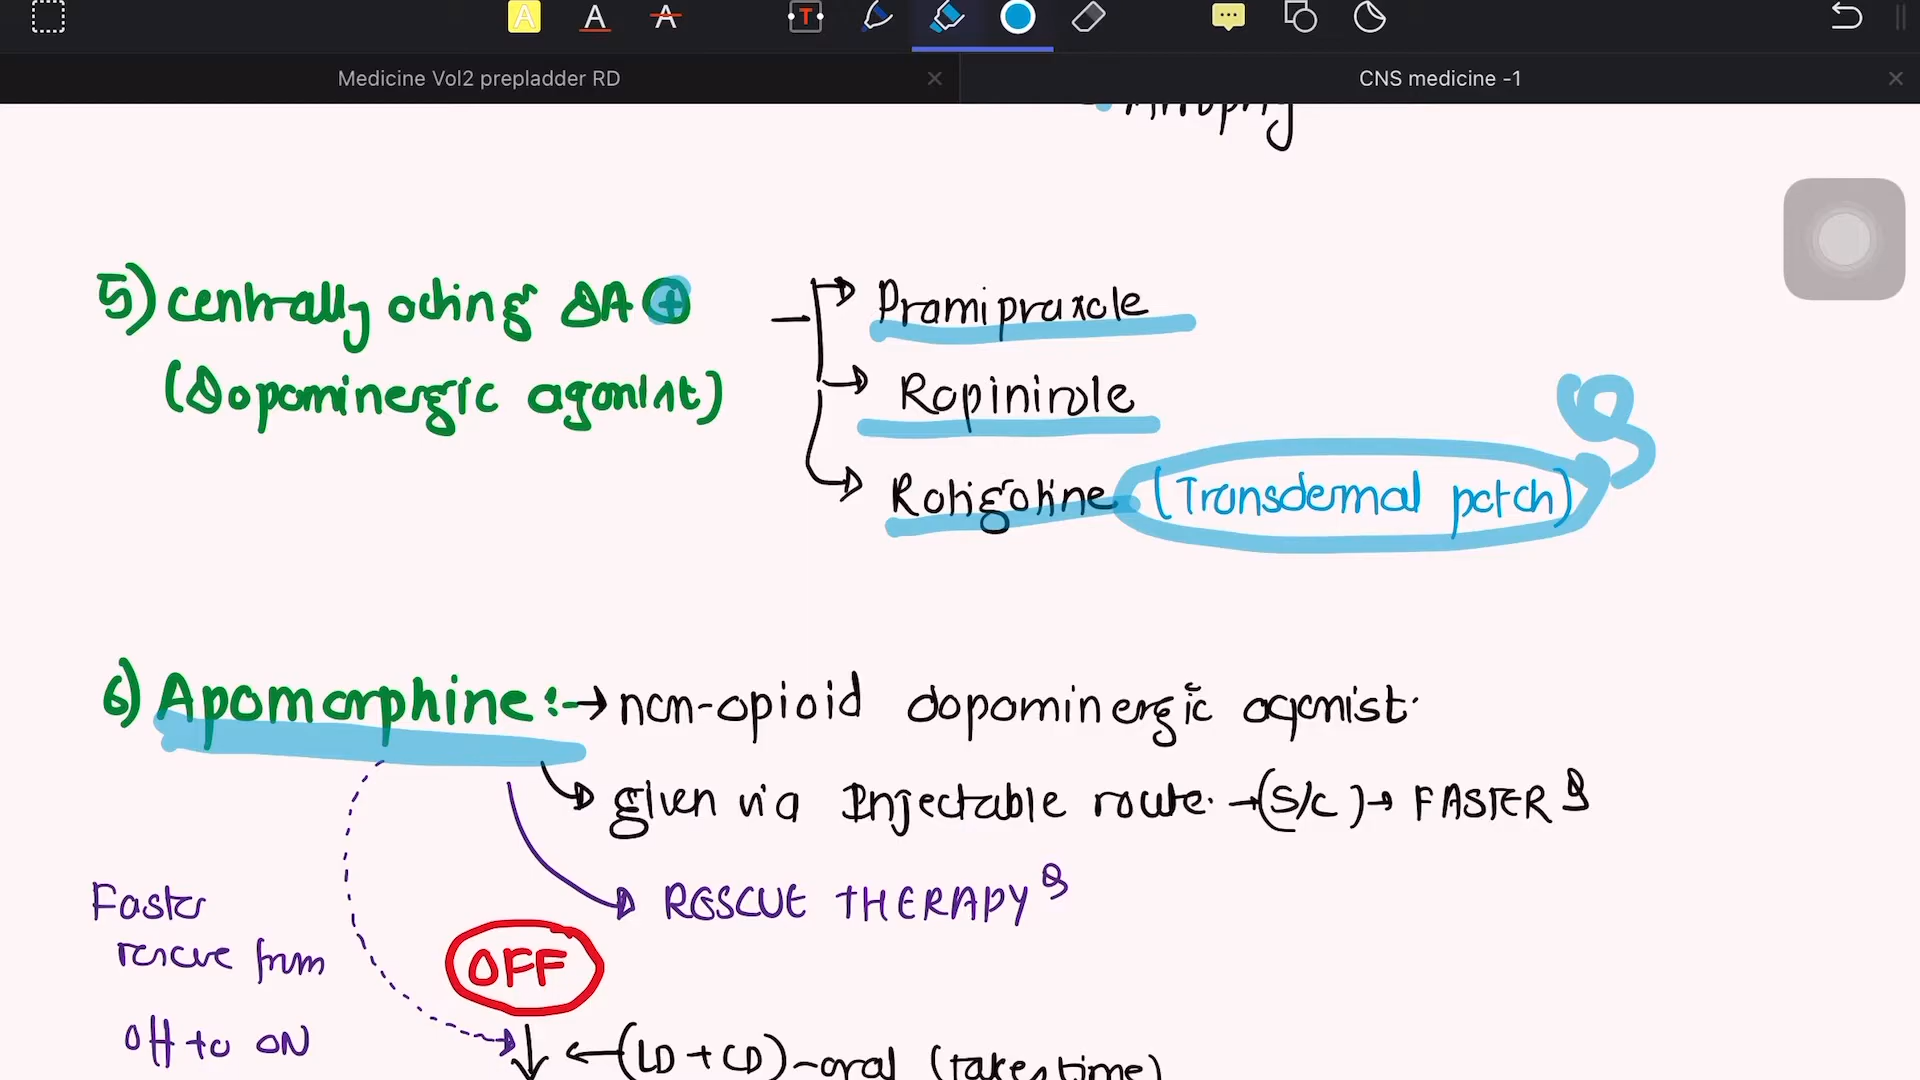 Medicine Vol2 prepladder RD
CNS medicine -1
5) Centrally acting DA ⊕
(Dopaminergic agonist)
Pramipraxole
Ropinirole
Rotigotine (Transdermal patch)
6) Apomorphine :- → non-opioid dopaminergic agonist.
given via Injectable route. → (S/C) → FASTER
RESCUE THERAPY
Faster
rescue from
off to ON
OFF
↓ ← (LD + CD) - oral (takes time)